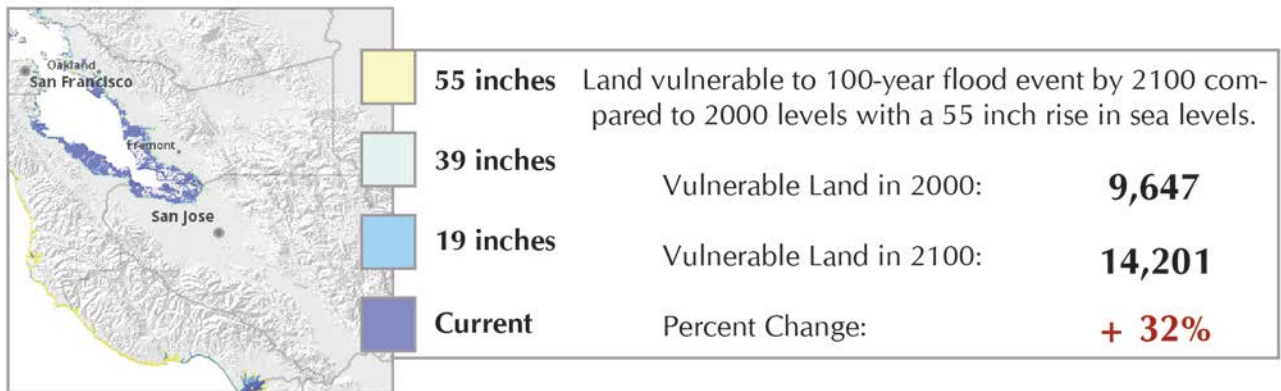 Oakland
San Francisco
Fremont
San Jose
55 inches
39 inches
19 inches
Current
Land vulnerable to 100-year flood event by 2100 com-
pared to 2000 levels with a 55 inch rise in sea levels.
Vulnerable Land in 2000: 9,647
Vulnerable Land in 2100: 14,201
Percent Change: + 32%